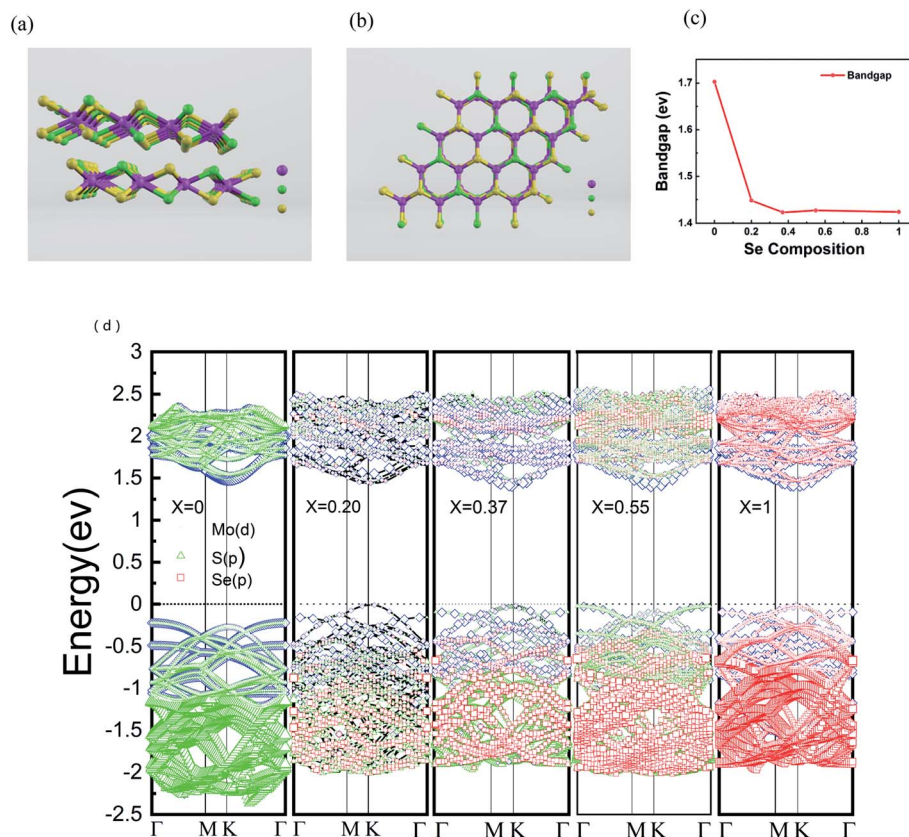 (a)
(b)
(c)
Bandgap
1.7
1.6
1.5
1.4
Bandgap (ev)
0 0.2 0.4 0.6 0.8 1
Se Composition
(d)
3
2.5
2
1.5
1
0.5
0
-0.5
-1
-1.5
-2
-2.5
Energy(ev)
X=0 X=0.20 X=0.37 X=0.55 X=1
Mo(d)
S(p)
Se(p)
Γ M K Γ M K Γ M K Γ M K Γ M K Γ